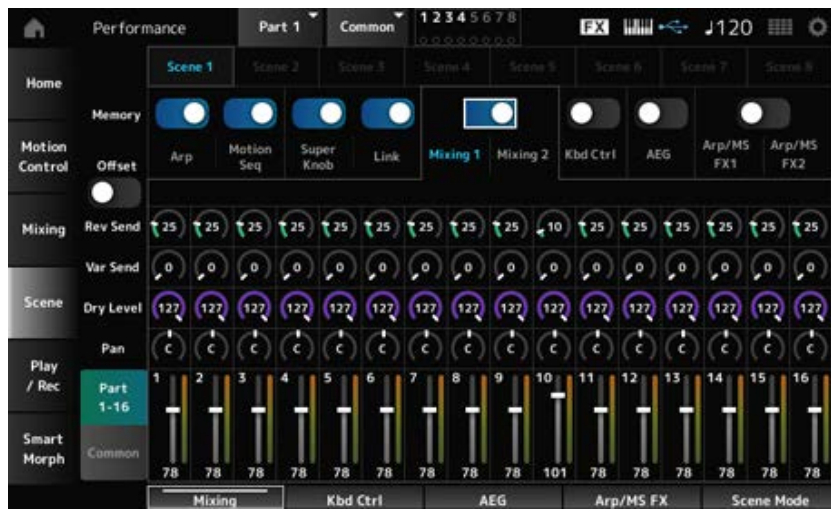 Performance Part 1 Common 1 2 3 4 5 6 7 8 FX ♩120
Scene 1 Scene 2 Scene 3 Scene 4 Scene 5 Scene 6 Scene 7 Scene 8
Home
Memory
Motion Control
Offset
Arp Motion Seq Super Knob Link Mixing 1 Mixing 2 Kbd Ctrl AEG Arp/MS FX1 Arp/MS FX2
Mixing
Rev Send 25 25 25 25 25 25 25 25 25 10 25 25 25 25 25 25
Var Send 0 0 0 0 0 0 0 0 0 0 0 0 0 0 0 0
Scene
Dry Level 127 127 127 127 127 127 127 127 127 127 127 127 127 127 127 127
Pan C C C C C C C C C C C C C C C C
Play / Rec
Part 1-16
1 2 3 4 5 6 7 8 9 10 11 12 13 14 15 16
Smart Morph
Common
78 78 78 78 78 78 78 78 78 101 78 78 78 78 78 78
Mixing Kbd Ctrl AEG Arp/MS FX Scene Mode